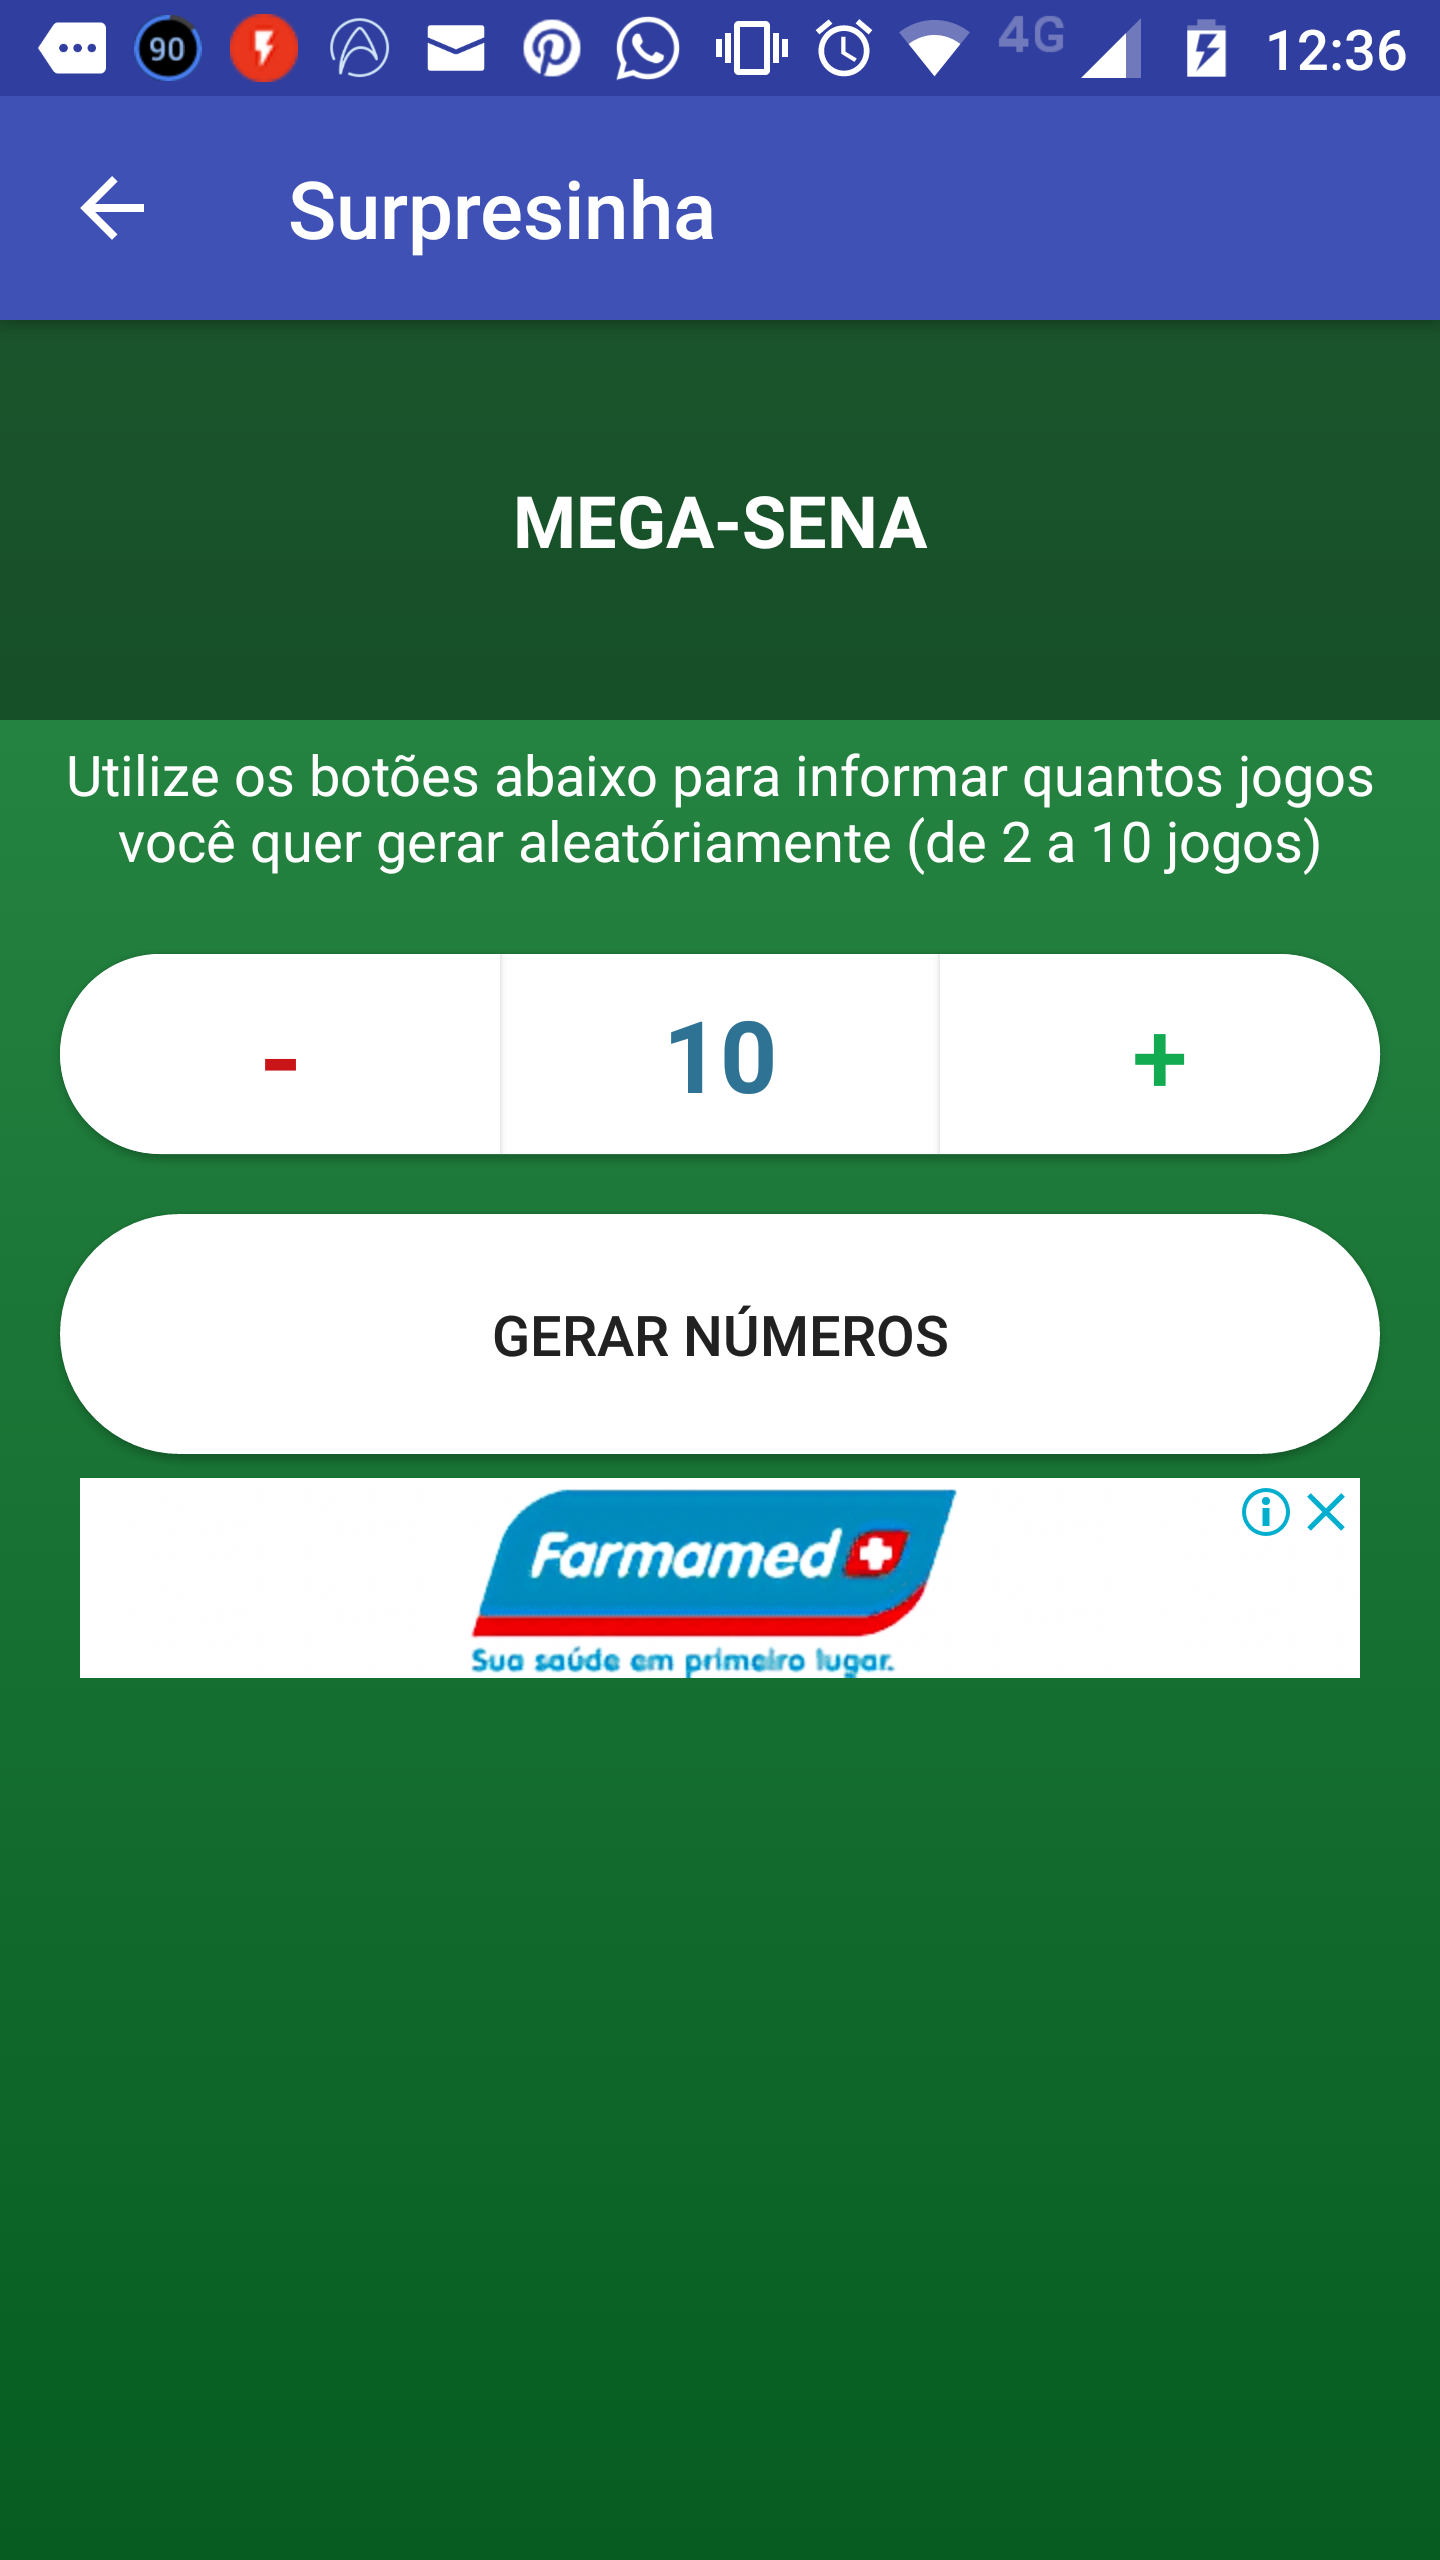 90
4G
12:36
Surpresinha
MEGA-SENA
Utilize os botões abaixo para informar quantos jogos
você quer gerar aleatóriamente (de 2 a 10 jogos)
- 10 +
GERAR NÚMEROS
Farmamed
Sua saúde em primeiro lugar.